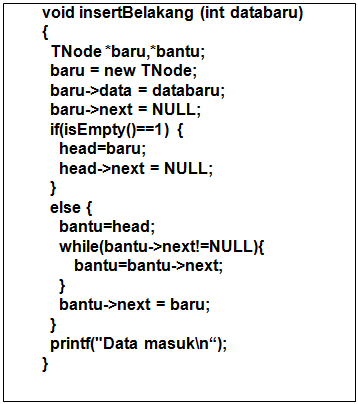 void insertBelakang (int databaru)
{
TNode *baru,*bantu;
baru = new TNode;
baru->data = databaru;
baru->next = NULL;
if(isEmpty()==1) {
head=baru;
head->next = NULL;
}
else {
bantu=head;
while(bantu->next!=NULL){
bantu=bantu->next;
}
bantu->next = baru;
}
printf("Data masuk\n“);
}